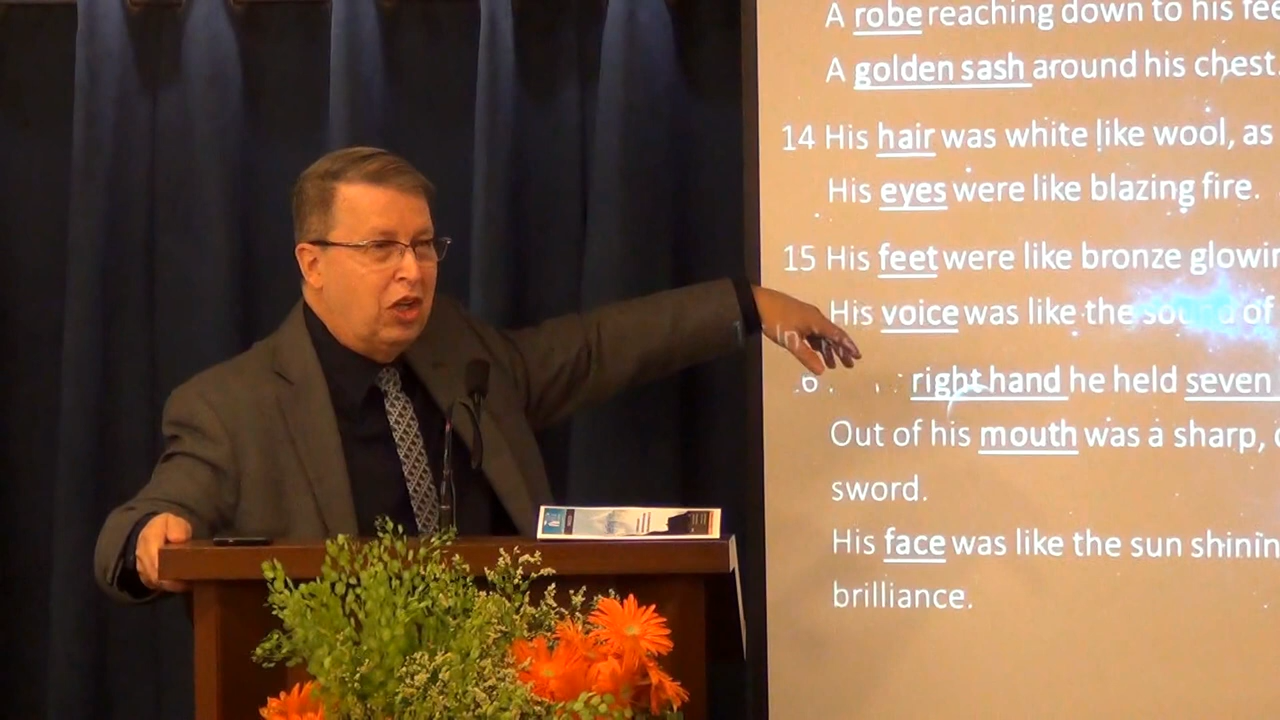 A robe reaching down to his fee
A golden sash around his chest.
14 His hair was white like wool, as
His eyes were like blazing fire.
15 His feet were like bronze glowin
His voice was like the sound of
6 right hand he held seven
Out of his mouth was a sharp,
sword.
His face was like the sun shinin
brilliance.